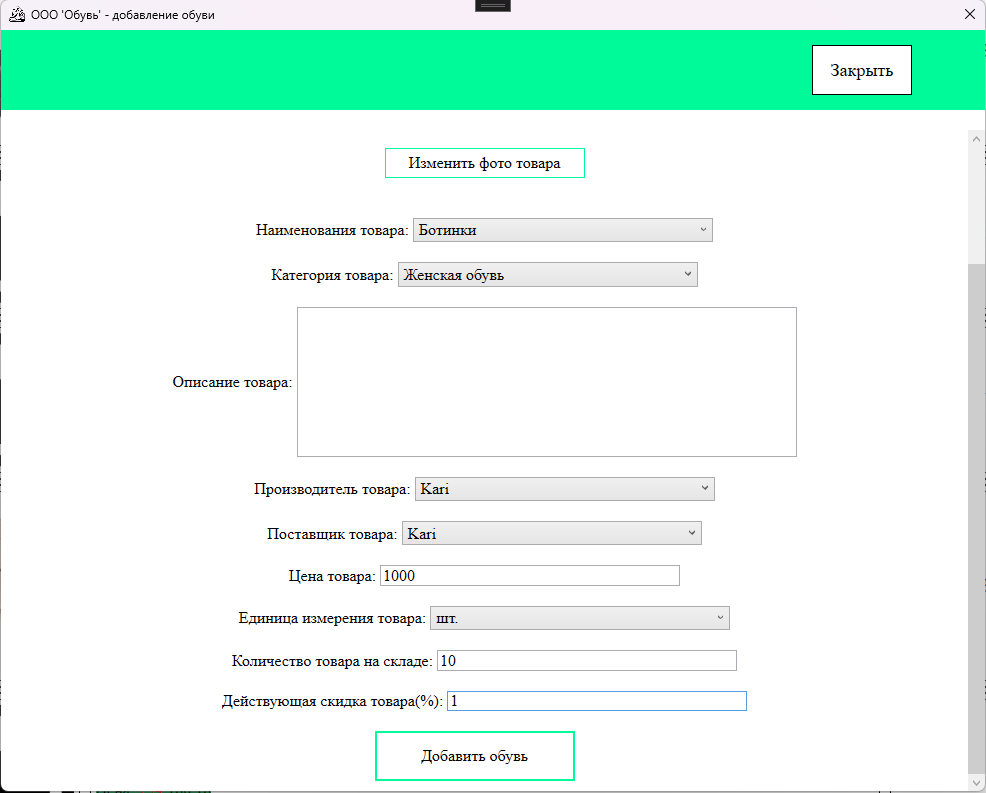 ООО 'Обувь' - добавление обуви
Закрыть
Изменить фото товара
Наименования товара: Ботинки
Категория товара: Женская обувь
Описание товара:
Производитель товара: Kari
Поставщик товара: Kari
Цена товара: 1000
Единица измерения товара: шт.
Количество товара на складе: 10
Действующая скидка товара(%): 1
Добавить обувь